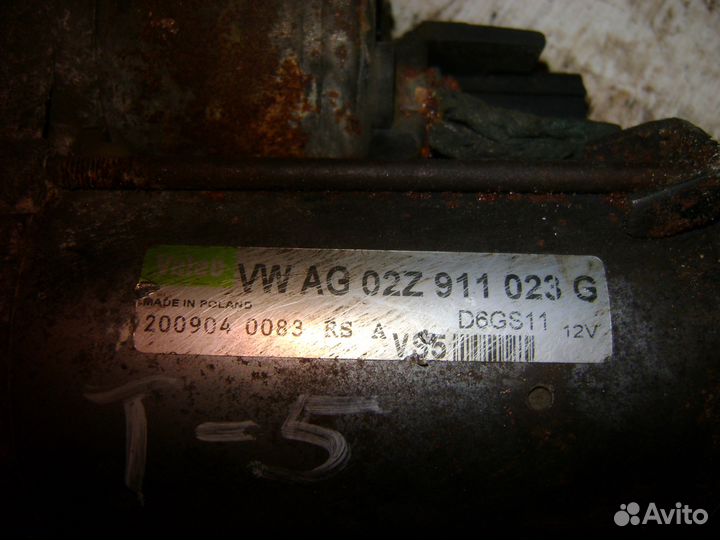 Valeo VW AG 02Z 911 023 G
MADE IN POLAND
200904 0083 RS A D6GS11 12V
VS5
T-5
Avito